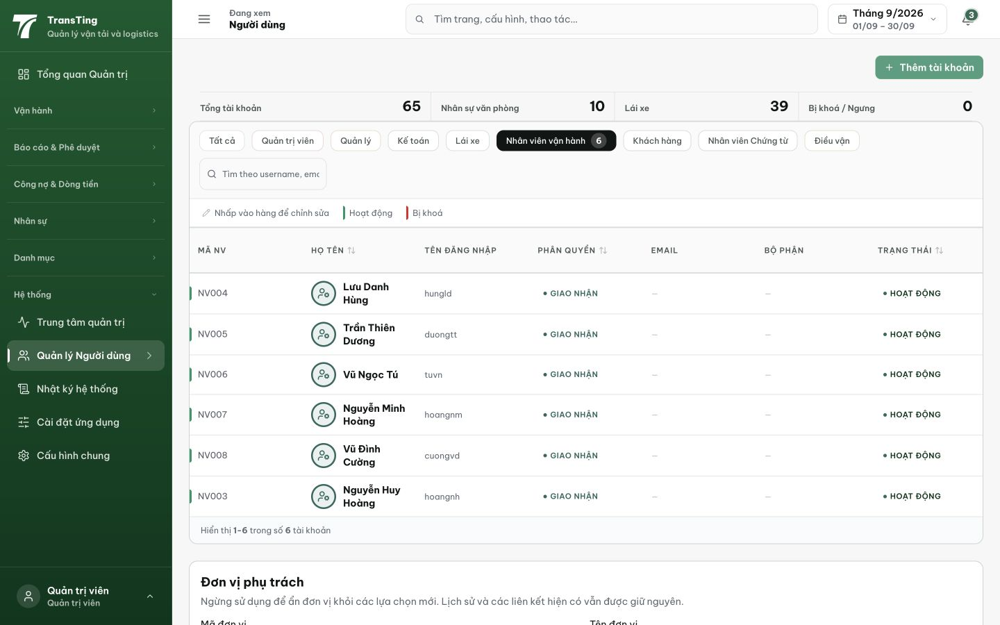 TransTing
Quản lý vận tải và logistics
Tổng quan Quản trị
Vận hành
Báo cáo & Phê duyệt
Công nợ & Dòng tiền
Nhân sự
Danh mục
Hệ thống
Trung tâm quản trị
Quản lý Người dùng
Nhật ký hệ thống
Cài đặt ứng dụng
Cấu hình chung
Quản trị viên
Quản trị viên
Đang xem
Người dùng
Tìm trang, cấu hình, thao tác...
Tháng 9/2026
01/09 – 30/09
3
Thêm tài khoản
Tổng tài khoản 65 Nhân sự văn phòng 10 Lái xe 39 Bị khoá / Ngưng 0
Tất cả Quản trị viên Quản lý Kế toán Lái xe Nhân viên vận hành 6 Khách hàng Nhân viên Chứng từ Điều vận
Tìm theo username, ema
Nhấp vào hàng để chỉnh sửa Hoạt động Bị khoá
MÃ NV HỌ TÊN TÊN ĐĂNG NHẬP PHÂN QUYỀN EMAIL BỘ PHẬN TRẠNG THÁI
NV004 Lưu Danh Hùng hungld • GIAO NHẬN – – • HOẠT ĐỘNG
NV005 Trần Thiên Dương duongtt • GIAO NHẬN – – • HOẠT ĐỘNG
NV006 Vũ Ngọc Tú tuvn • GIAO NHẬN – – • HOẠT ĐỘNG
NV007 Nguyễn Minh Hoàng hoangnm • GIAO NHẬN – – • HOẠT ĐỘNG
NV008 Vũ Đình Cường cuongvd • GIAO NHẬN – – • HOẠT ĐỘNG
NV003 Nguyễn Huy Hoàng hoangnh • GIAO NHẬN – – • HOẠT ĐỘNG
Hiển thị 1–6 trong số 6 tài khoản
Đơn vị phụ trách
Ngừng sử dụng để ẩn đơn vị khỏi các lựa chọn mới. Lịch sử và các liên kết hiện có vẫn được giữ nguyên.
Mã đơn vị Tên đơn vị